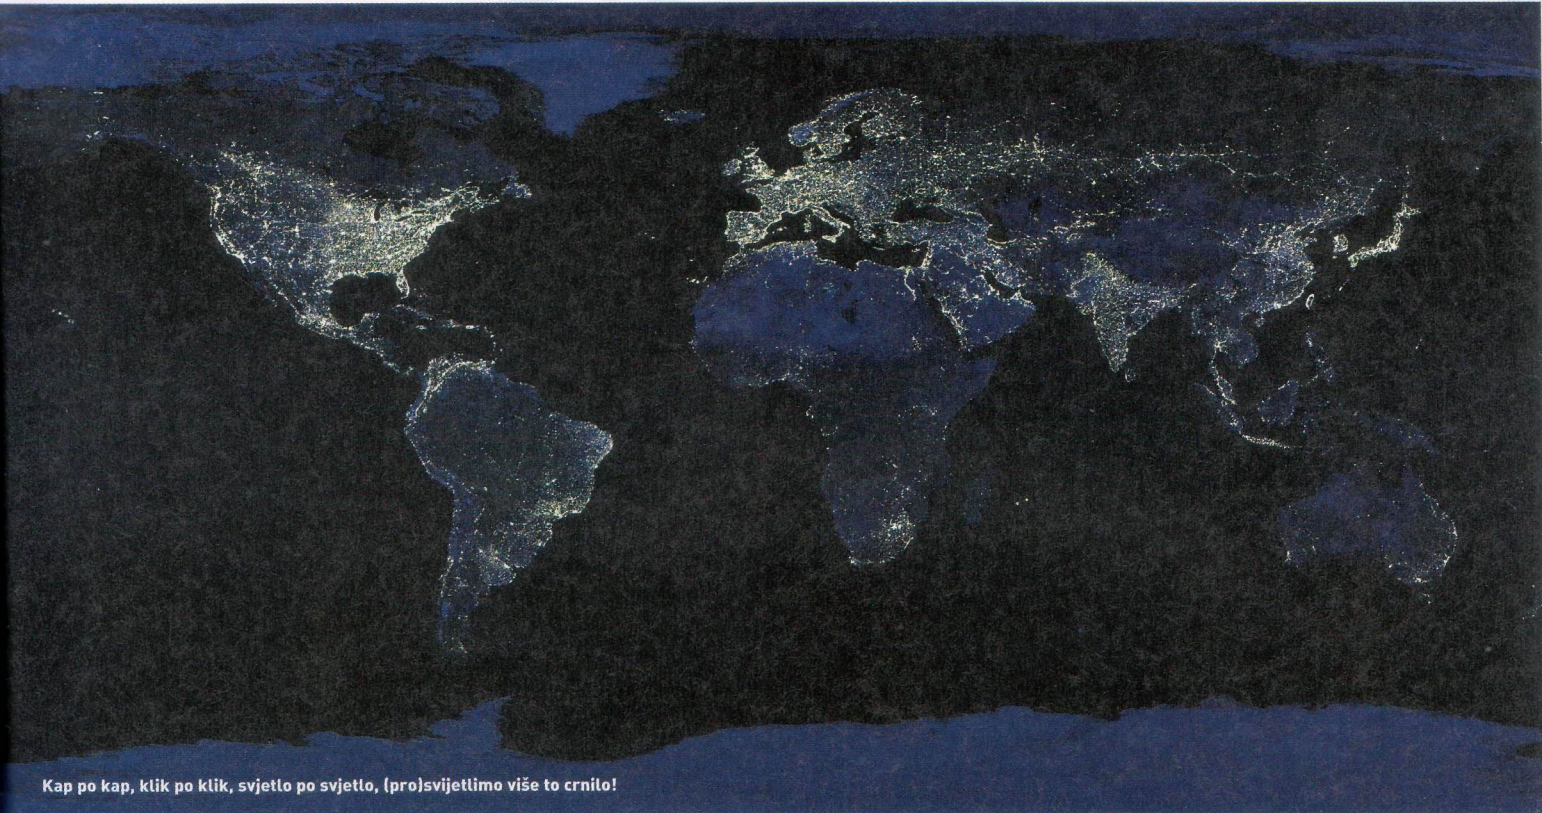 Kap po kap, klik po klik, svjetlo po svjetlo, (pro)svijetlimo više to crnilo!